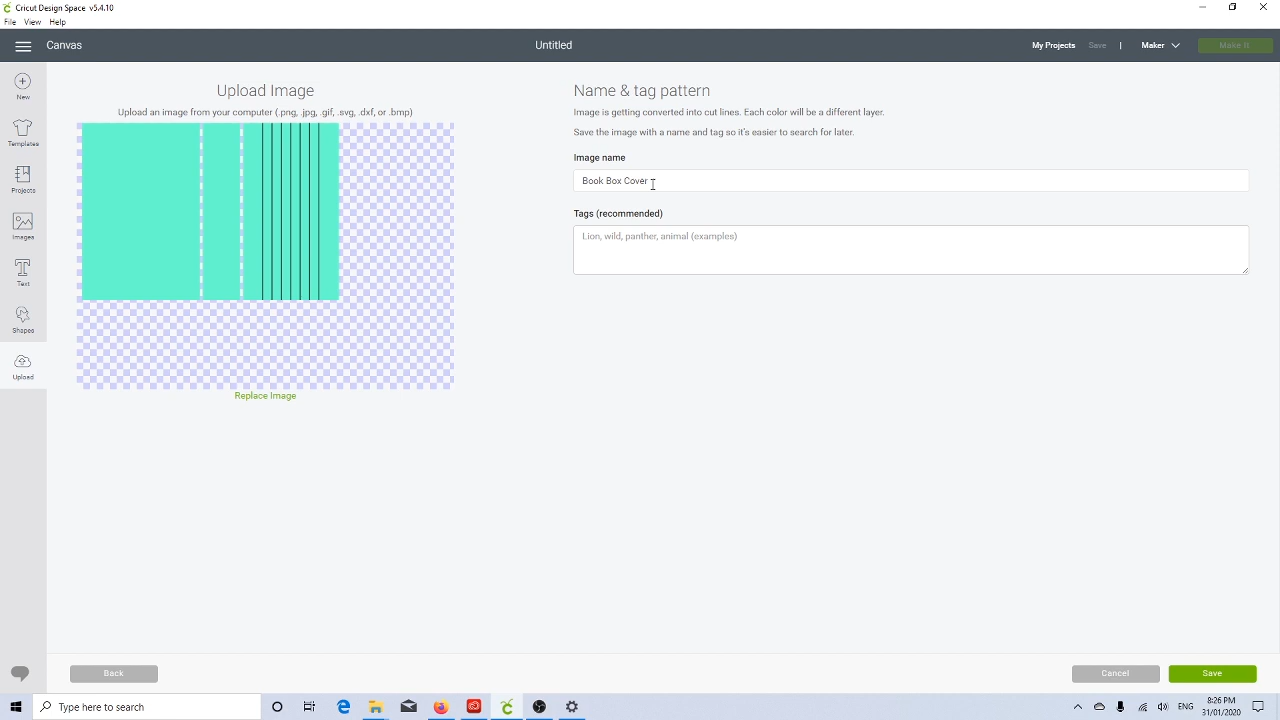 Cricut Design Space v5.4.10
File View Help
Canvas
Untitled
My Projects Save | Maker Make It
New
Templates
Projects
Images
Text
Shapes
Upload
Upload Image
Upload an image from your computer (.png, .jpg, .gif, .svg, .dxf, or .bmp)
Replace Image
Name & tag pattern
Image is getting converted into cut lines. Each color will be a different layer.
Save the image with a name and tag so it's easier to search for later.
Image name
Book Box Cover
Tags (recommended)
Lion, wild, panther, animal (examples)
Back
Cancel
Save
Type here to search
ENG
8:26 PM
31/01/2020